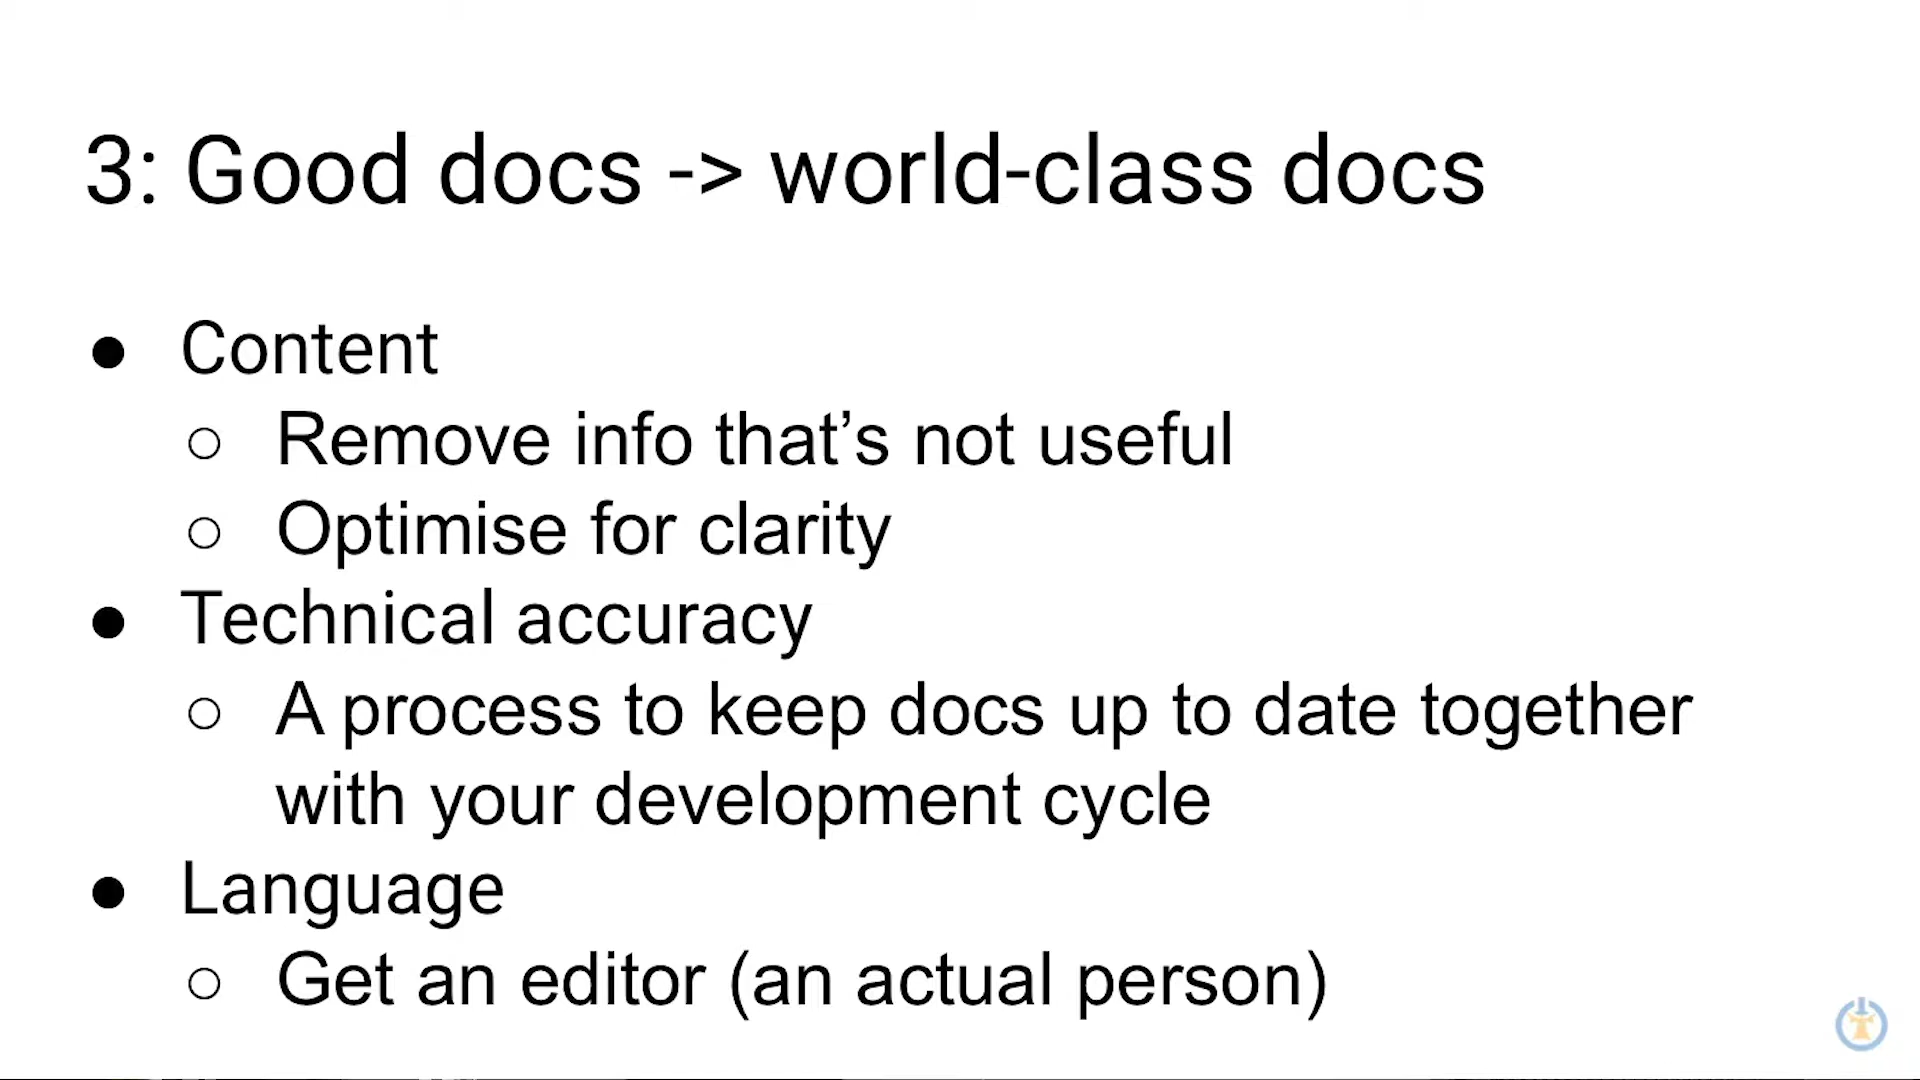 3: Good docs -> world-class docs
● Content
○ Remove info that’s not useful
○ Optimise for clarity
● Technical accuracy
○ A process to keep docs up to date together
with your development cycle
● Language
○ Get an editor (an actual person)